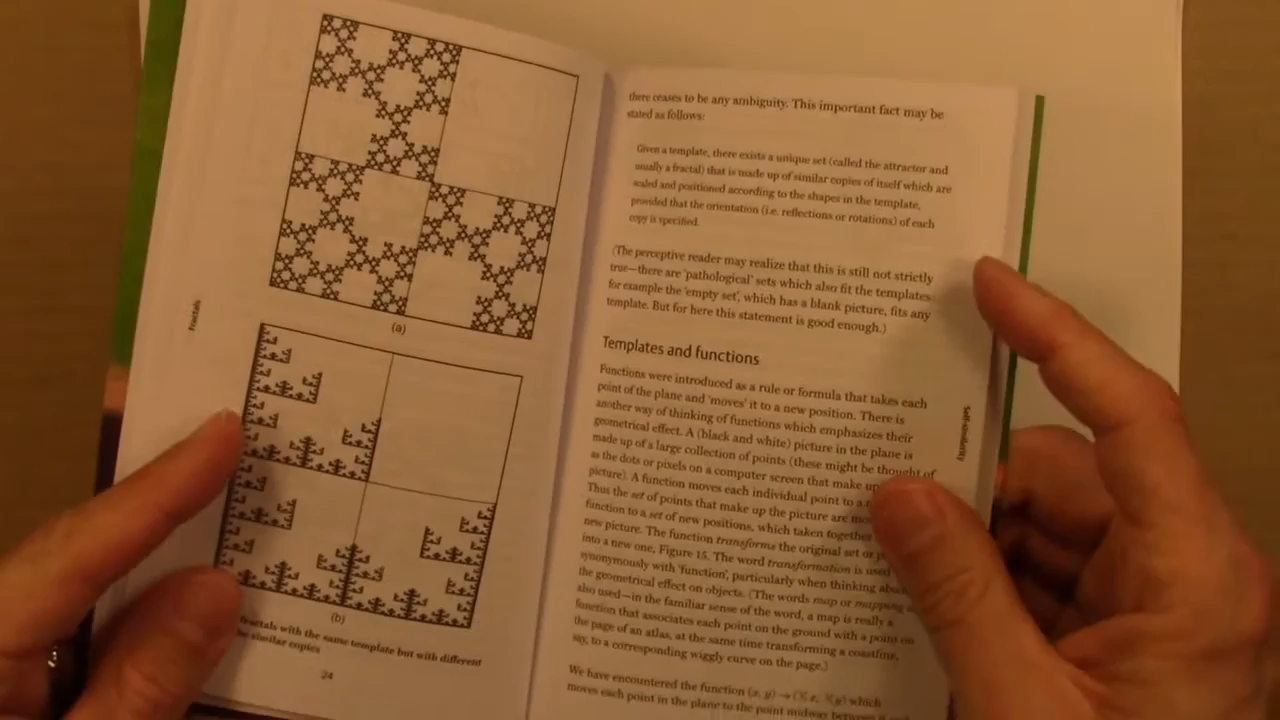 Fractals
(a)
(b)
fractals with the same template but with different
similar copies
24
there ceases to be any ambiguity. This important fact may be
stated as follows:
Given a template, there exists a unique set (called the attractor and
usually a fractal) that is made up of similar copies of itself which are
scaled and positioned according to the shapes in the template,
provided that the orientation (i.e. reflections or rotations) of each
copy is specified.
(The perceptive reader may realize that this is still not strictly
true—there are 'pathological' sets which also fit the templates:
for example the 'empty set', which has a blank picture, fits any
template. But for here this statement is good enough.)
Templates and functions
Functions were introduced as a rule or formula that takes each
point of the plane and 'moves' it to a new position. There is
another way of thinking of functions which emphasizes their
geometrical effect. A (black and white) picture in the plane is
made up of a large collection of points (these might be thought of
as the dots or pixels on a computer screen that make up
picture). A function moves each individual point to a
Thus the set of points that make up the picture are
function to a set of new positions, which taken together
new picture. The function transforms the original set or
into a new one, Figure 15. The word transformation is used
synonymously with 'function', particularly when thinking
the geometrical effect on objects. (The words map or mapping
also used—in the familiar sense of the word, a map is really a
function that associates each point on the ground with a point on
the page of an atlas, at the same time transforming a coastline,
say, to a corresponding wiggly curve on the page.)
We have encountered the function (x, y) → which
moves each point in the plane to the point midway between
Self-similarity